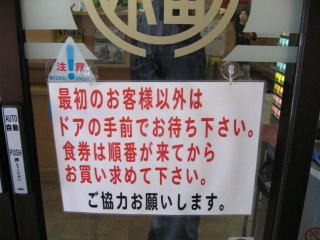 注意
最初のお客様以外は
ドアの手前でお待ち下さい。
食券は順番が来てから
お買い求めて下さい。
ご協力お願いします。
AUTO
自動
PUSH